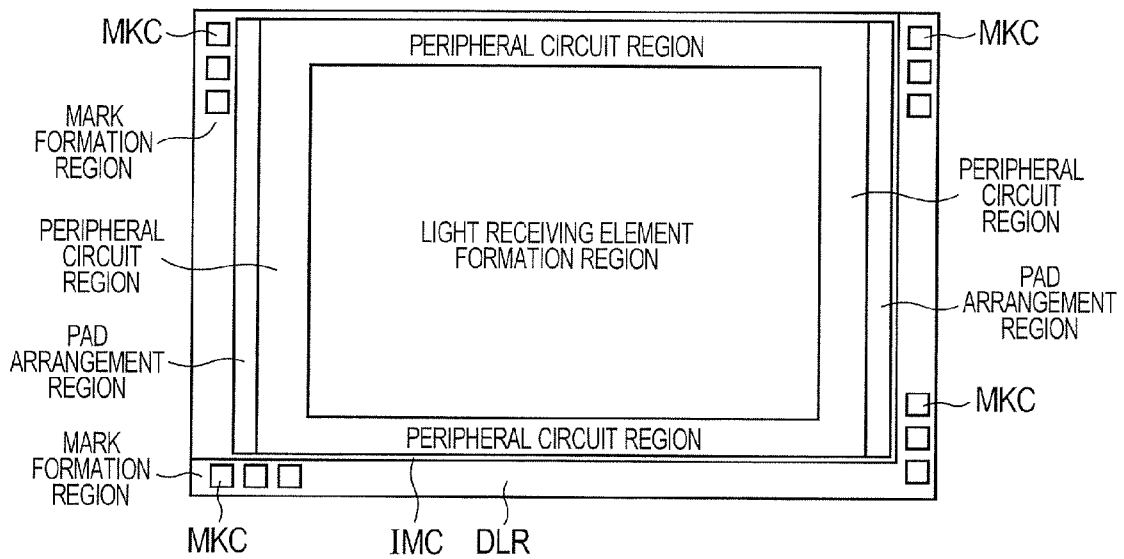 MKC
PERIPHERAL CIRCUIT REGION
MKC
MARK
FORMATION
REGION
PERIPHERAL
CIRCUIT
REGION
PERIPHERAL
CIRCUIT
REGION
LIGHT RECEIVING ELEMENT
FORMATION REGION
PAD
ARRANGEMENT
REGION
PAD
ARRANGEMENT
REGION
MKC
PERIPHERAL CIRCUIT REGION
MARK
FORMATION
REGION
MKC
IMC
DLR